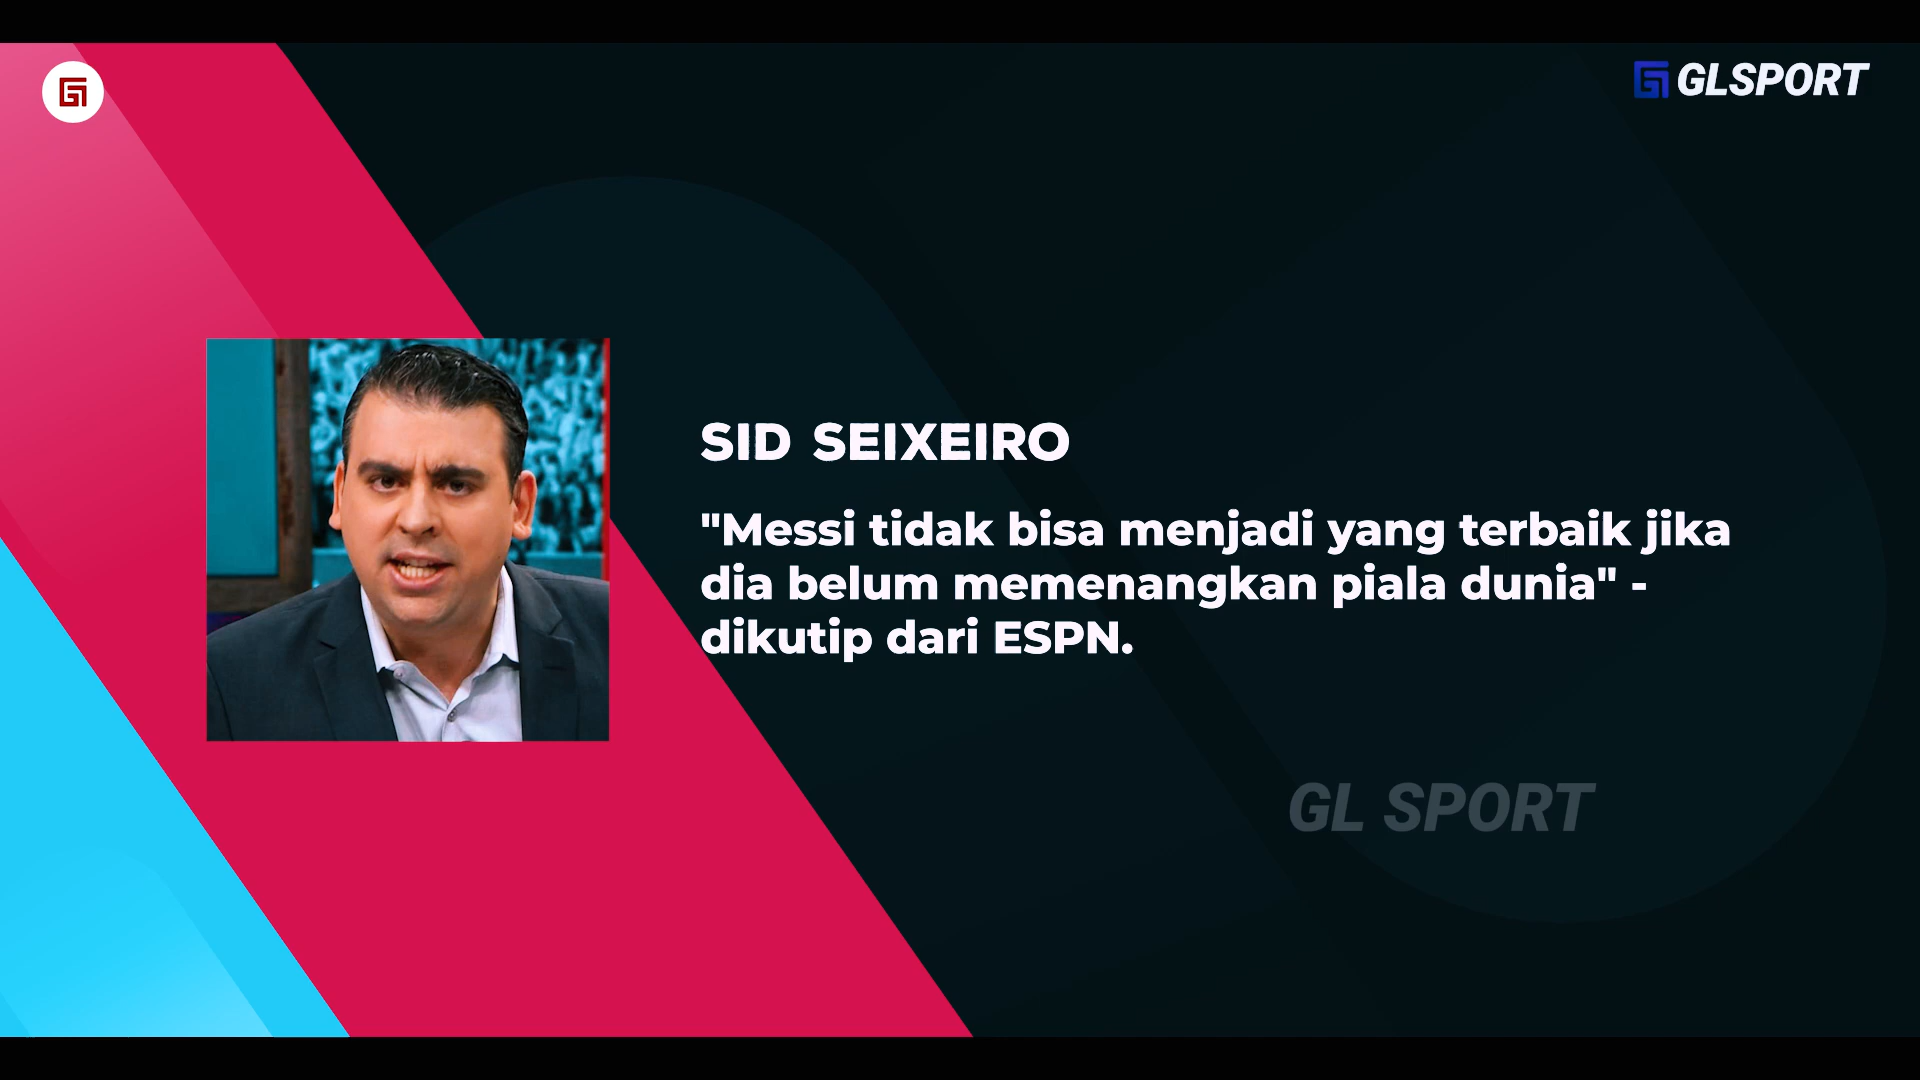 GLSPORT
SID SEIXEIRO
"Messi tidak bisa menjadi yang terbaik jika
dia belum memenangkan piala dunia" -
dikutip dari ESPN.
GL SPORT